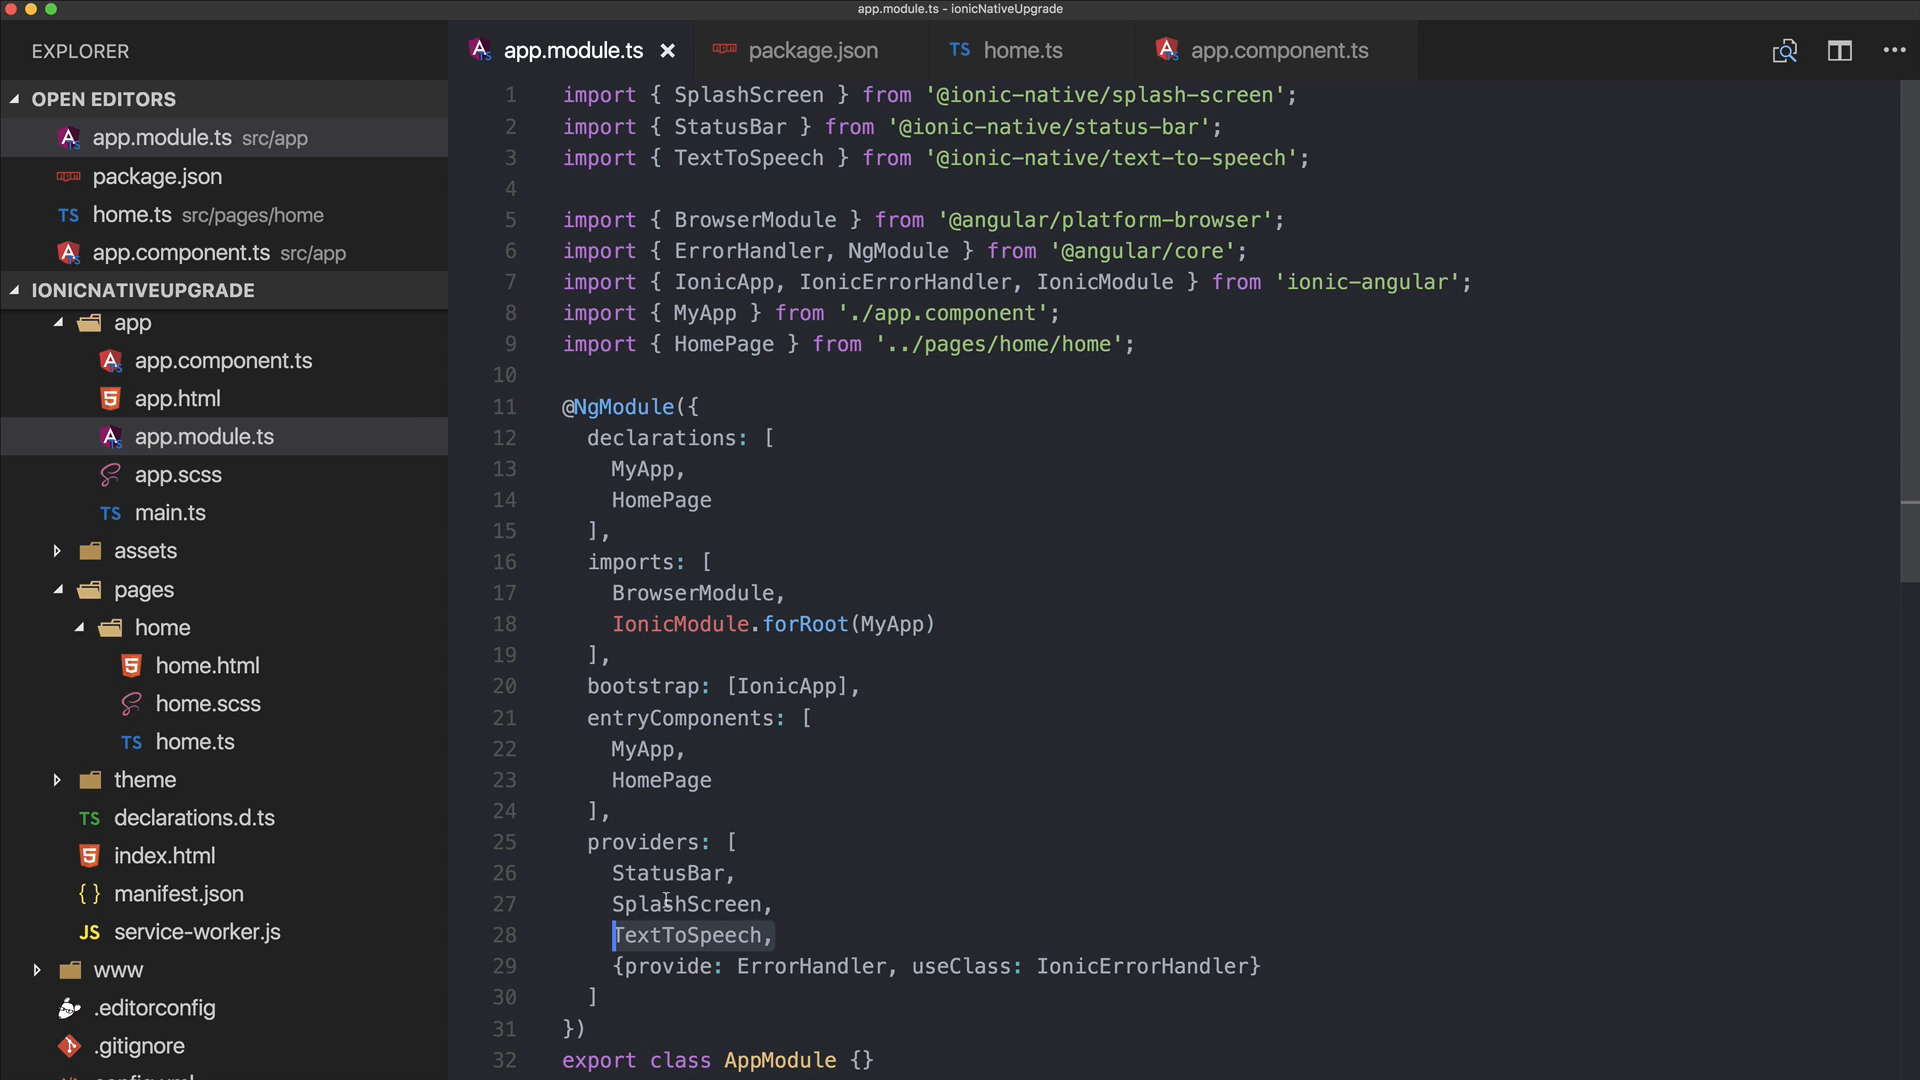 app.module.ts - ionicNativeUpgrade
EXPLORER
OPEN EDITORS
app.module.ts src/app
package.json
TS home.ts src/pages/home
app.component.ts src/app
IONICNATIVEUPGRADE
app
app.component.ts
app.html
app.module.ts
app.scss
TS main.ts
assets
pages
home
home.html
home.scss
TS home.ts
theme
TS declarations.d.ts
index.html
{ } manifest.json
JS service-worker.js
www
.editorconfig
.gitignore
app.module.ts × package.json TS home.ts app.component.ts
1 import { SplashScreen } from '@ionic-native/splash-screen';
2 import { StatusBar } from '@ionic-native/status-bar';
3 import { TextToSpeech } from '@ionic-native/text-to-speech';
4
5 import { BrowserModule } from '@angular/platform-browser';
6 import { ErrorHandler, NgModule } from '@angular/core';
7 import { IonicApp, IonicErrorHandler, IonicModule } from 'ionic-angular';
8 import { MyApp } from './app.component';
9 import { HomePage } from '../pages/home/home';
10
11 @NgModule({
12 declarations: [
13 MyApp,
14 HomePage
15 ],
16 imports: [
17 BrowserModule,
18 IonicModule.forRoot(MyApp)
19 ],
20 bootstrap: [IonicApp],
21 entryComponents: [
22 MyApp,
23 HomePage
24 ],
25 providers: [
26 StatusBar,
27 SplashScreen,
28 TextToSpeech,
29 {provide: ErrorHandler, useClass: IonicErrorHandler}
30 ]
31 })
32 export class AppModule {}